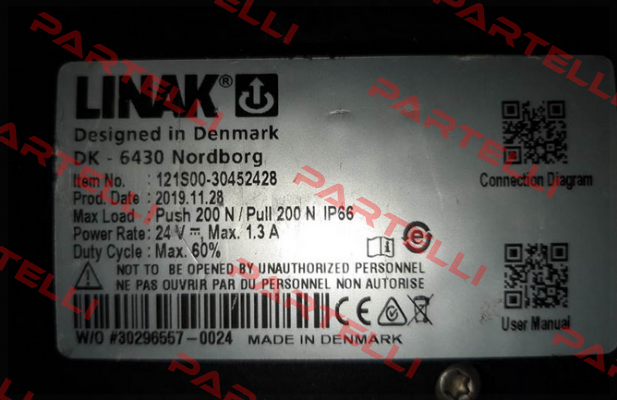 LINAK®
Designed in Denmark
DK - 6430 Nordborg
Item No. : 121S00-30452428
Prod. Date : 2019.11.28
Max Load : Push 200 N / Pull 200 N IP66
Power Rate: 24 V ⎓ Max. 1.3 A
Duty Cycle : Max. 60%
NOT TO BE OPENED BY UNAUTHORIZED PERSONNEL
NE PAS OUVRIR PAR DU PERSONNEL NON AUTORISE
W/O #30296557-0024 MADE IN DENMARK
CE
Connection Diagram
User Manual
PARTELLI
PARTELLI
PARTELLI
PARTELLI
PARTELLI
PARTELLI
PARTELLI